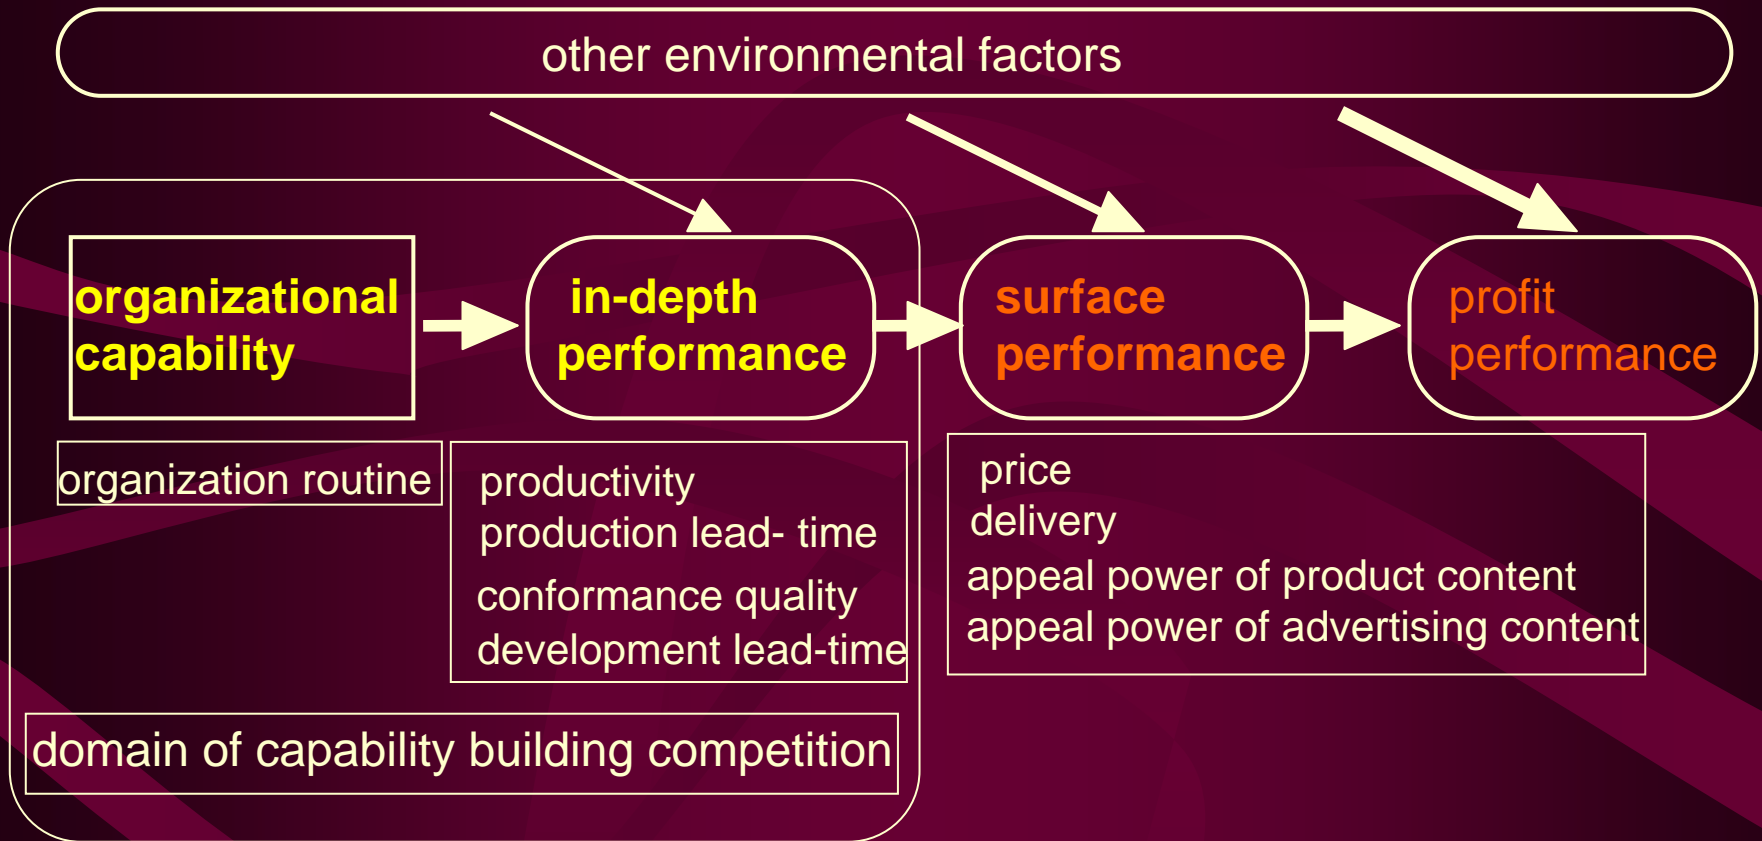 other environmental factors
organizational
capability
in-depth
performance
surface
performance
profit
performance
organization routine
productivity
production lead- time
conformance quality
development lead-time
price
delivery
appeal power of product content
appeal power of advertising content
domain of capability building competition